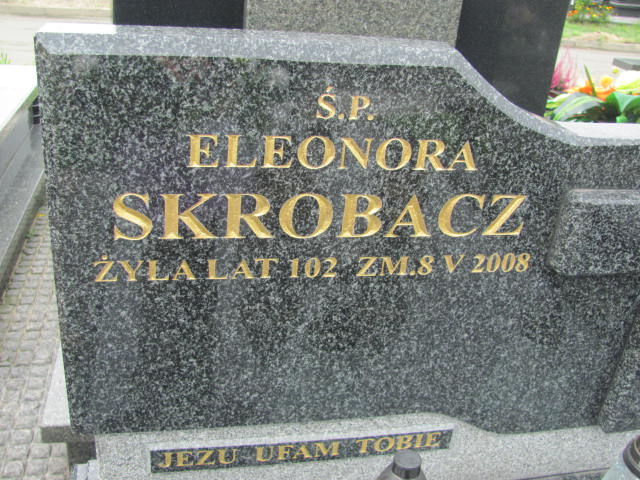 Ś.P.
ELEONORA
SKROBACZ
ŻYŁA LAT 102 ZM.8 V 2008
JEZU UFAM TOBIE